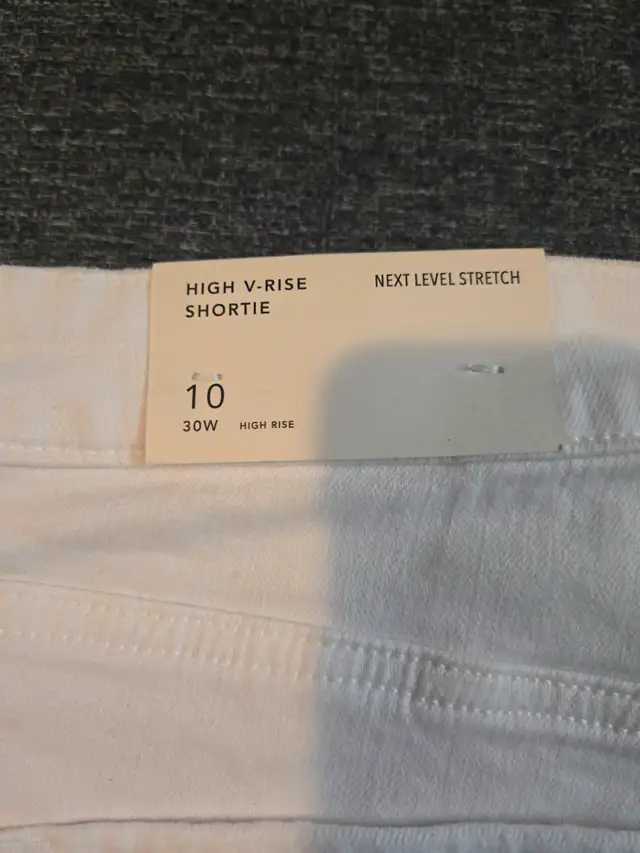 HIGH V-RISE
SHORTIE
NEXT LEVEL STRETCH
10
30W
HIGH RISE